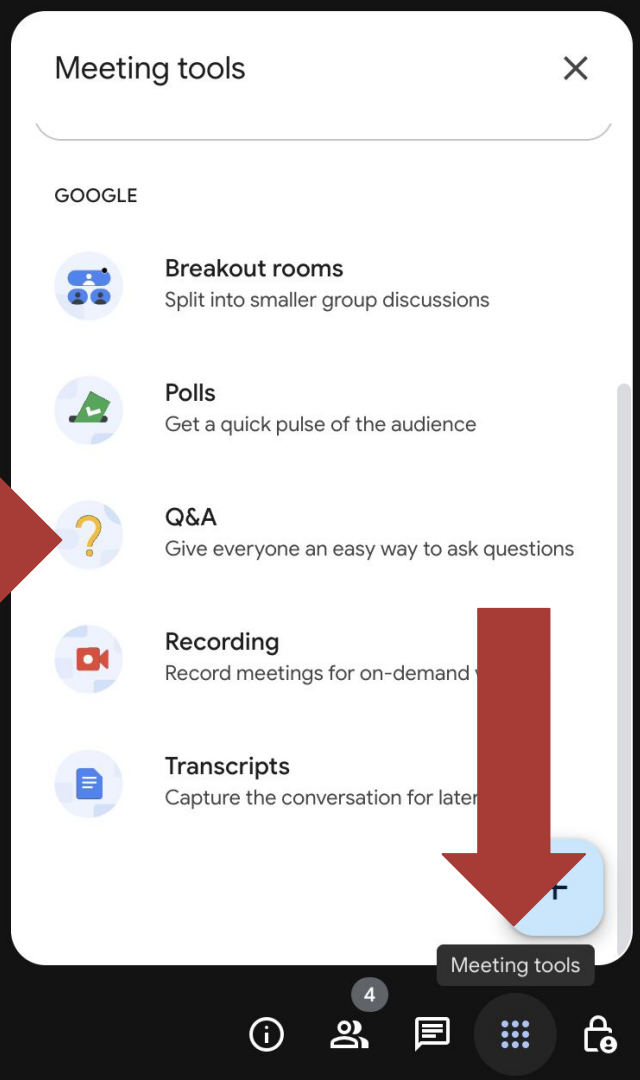 Meeting tools
GOOGLE
Breakout rooms
Split into smaller group discussions
Polls
Get a quick pulse of the audience
Q&A
Give everyone an easy way to ask questions
Recording
Record meetings for on-demand
Transcripts
Capture the conversation for later
Meeting tools
4